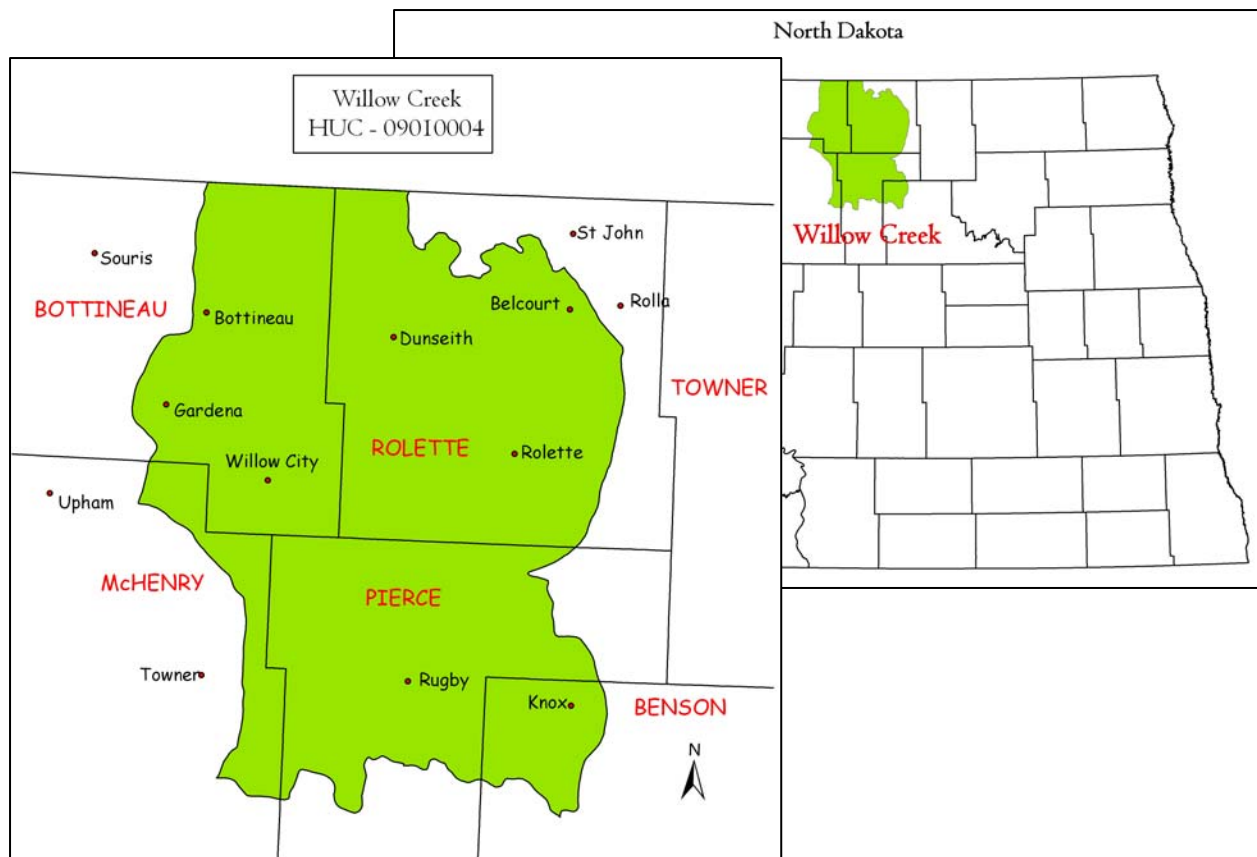 North Dakota
Willow Creek
HUC - 09010004
St John
Souris
Belcourt
Rolla
BOTTINEAU
Bottineau
Dunseith
TOWNER
Gardena
ROLETTE
Rolette
Willow City
Upham
McHENRY
PIERCE
Towner
Rugby
Knox
BENSON
N
Willow Creek